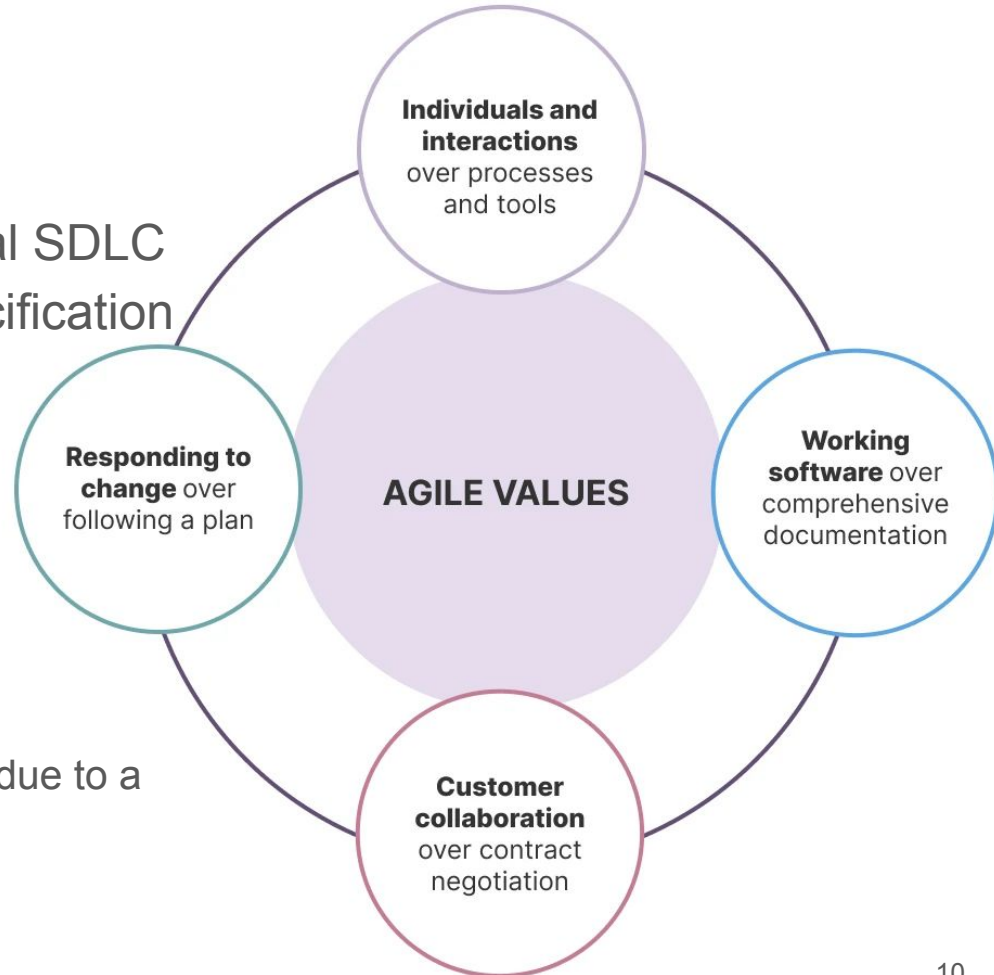 Individuals and
interactions
over processes
and tools
al SDLC
cification
Responding to
change over
following a plan
AGILE VALUES
Working
software over
comprehensive
documentation
due to a
Customer
collaboration
over contract
negotiation
10